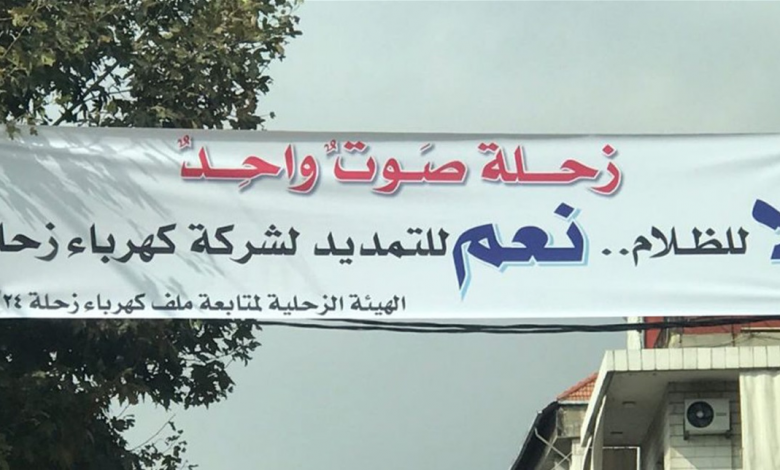 زحلة صَوتٌ واحِدٌ
لا للظلام.. نعم للتمديد لشركة كهرباء زحلة
الهيئة الزحلية لمتابعة ملف كهرباء زحلة ٢٤/